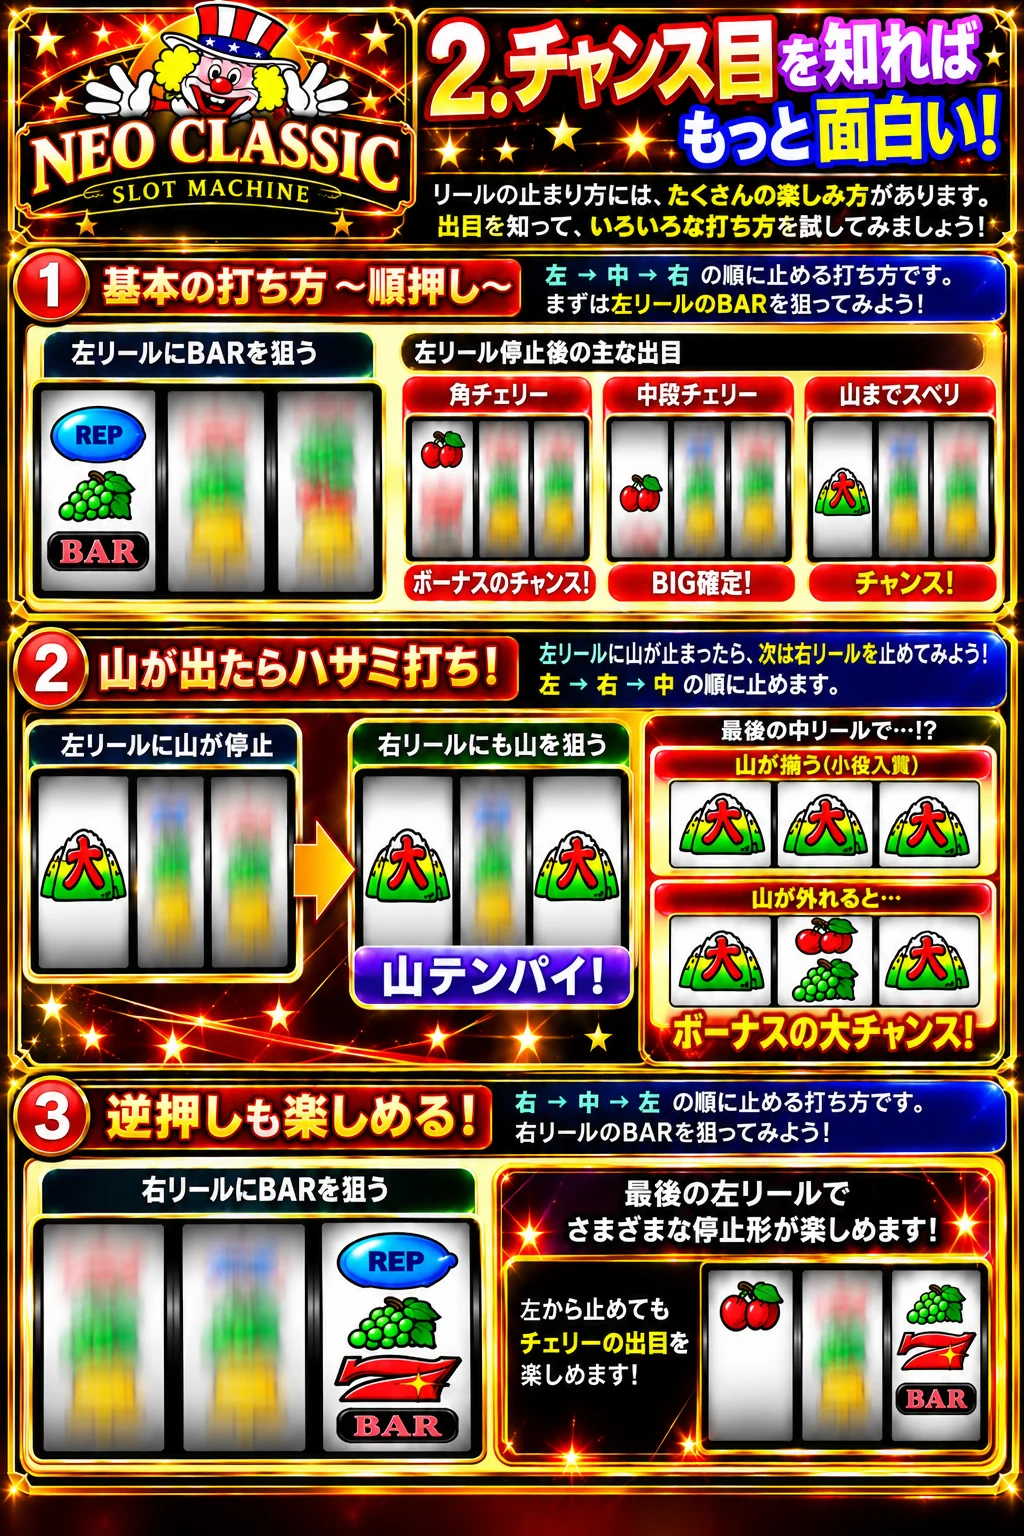 NEO CLASSIC
SLOT MACHINE
2.チャンス目を知れば
もっと面白い!
リールの止まり方には、たくさんの楽しみ方があります。
出目を知って、いろいろな打ち方を試してみましょう!
1 基本の打ち方 ～順押し～
左 → 中 → 右 の順に止める打ち方です。
まずは左リールのBARを狙ってみよう!
左リールにBARを狙う
REP
BAR
左リール停止後の主な出目
角チェリー
ボーナスのチャンス!
中段チェリー
BIG確定!
山までスベリ
大
チャンス!
2 山が出たらハサミ打ち!
左リールに山が止まったら、次は右リールを止めてみよう!
左 → 右 → 中 の順に止めます。
左リールに山が停止
大
右リールにも山を狙う
大 大
山テンパイ!
最後の中リールで…!?
山が揃う(小役入賞)
大 大 大
山が外れると…
大 大
ボーナスの大チャンス!
3 逆押しも楽しめる!
右 → 中 → 左 の順に止める打ち方です。
右リールのBARを狙ってみよう!
右リールにBARを狙う
REP
7
BAR
最後の左リールで
さまざまな停止形が楽しめます!
左から止めても
チェリーの出目を
楽しめます!
7
BAR